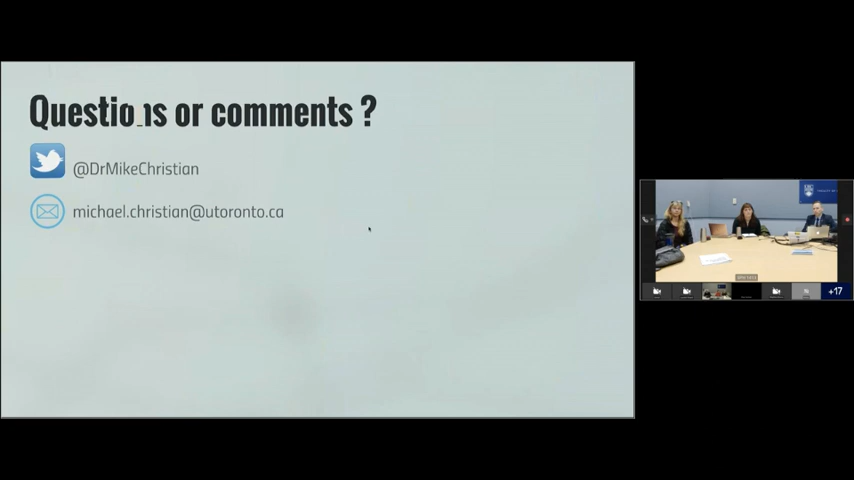 Questions or comments ?
@DrMikeChristian
michael.christian@utoronto.ca
+17